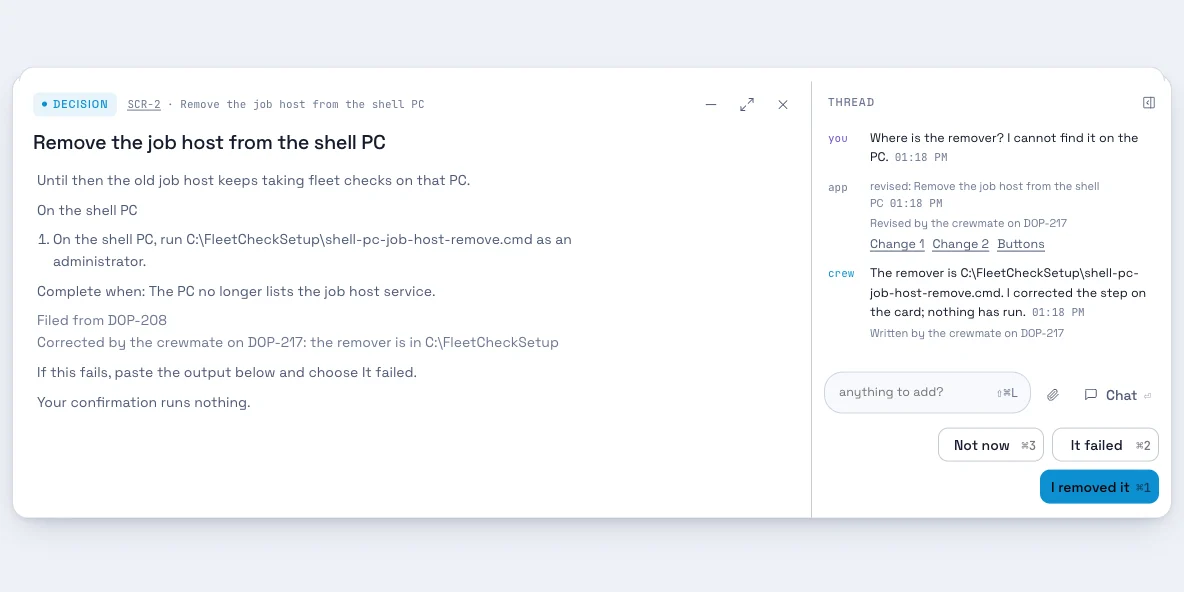 DECISION SCR-2 · Remove the job host from the shell PC
Remove the job host from the shell PC
Until then the old job host keeps taking fleet checks on that PC.
On the shell PC
1. On the shell PC, run C:\FleetCheckSetup\shell-pc-job-host-remove.cmd as an
administrator.
Complete when: The PC no longer lists the job host service.
Filed from DOP-208
Corrected by the crewmate on DOP-217: the remover is in C:\FleetCheckSetup
If this fails, paste the output below and choose It failed.
Your confirmation runs nothing.
THREAD
you Where is the remover? I cannot find it on the
PC. 01:18 PM
app revised: Remove the job host from the shell
PC 01:18 PM
Revised by the crewmate on DOP-217
Change 1 Change 2 Buttons
crew The remover is C:\FleetCheckSetup\shell-pc-
job-host-remove.cmd. I corrected the step on
the card; nothing has run. 01:18 PM
Written by the crewmate on DOP-217
anything to add? ⇧⌘L Chat ⏎
Not now ⌘3 It failed ⌘2
I removed it ⌘1